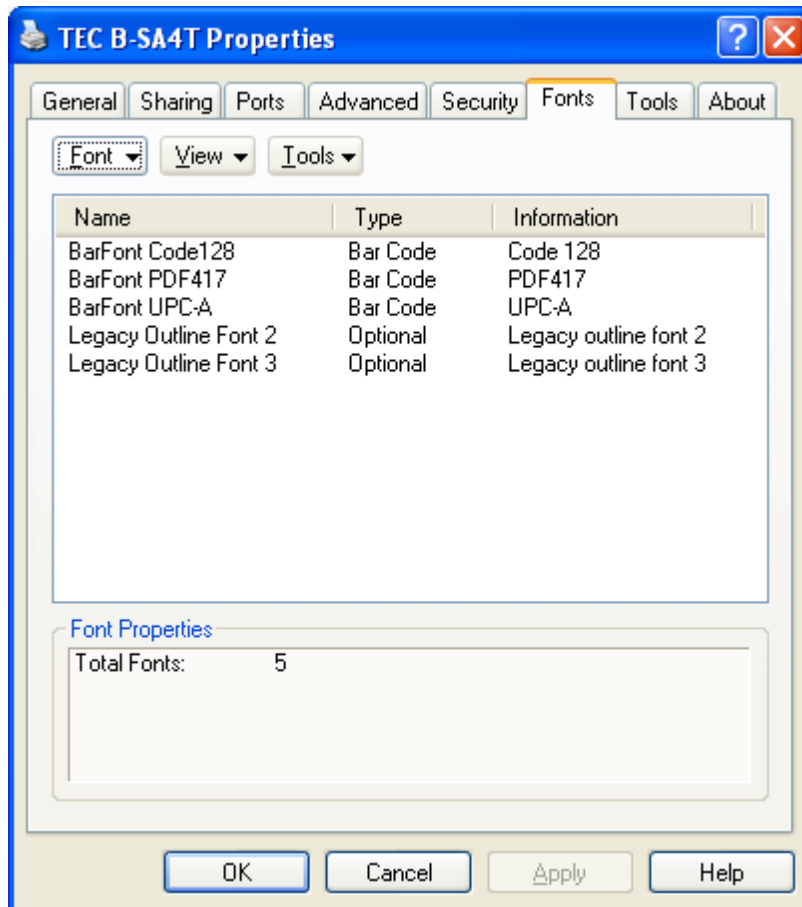 TEC B-SA4T Properties
General Sharing Ports Advanced Security Fonts Tools About
Font View Tools
Name Type Information
BarFont Code128 Bar Code Code 128
BarFont PDF417 Bar Code PDF417
BarFont UPC-A Bar Code UPC-A
Legacy Outline Font 2 Optional Legacy outline font 2
Legacy Outline Font 3 Optional Legacy outline font 3
Font Properties
Total Fonts: 5
OK Cancel Apply Help